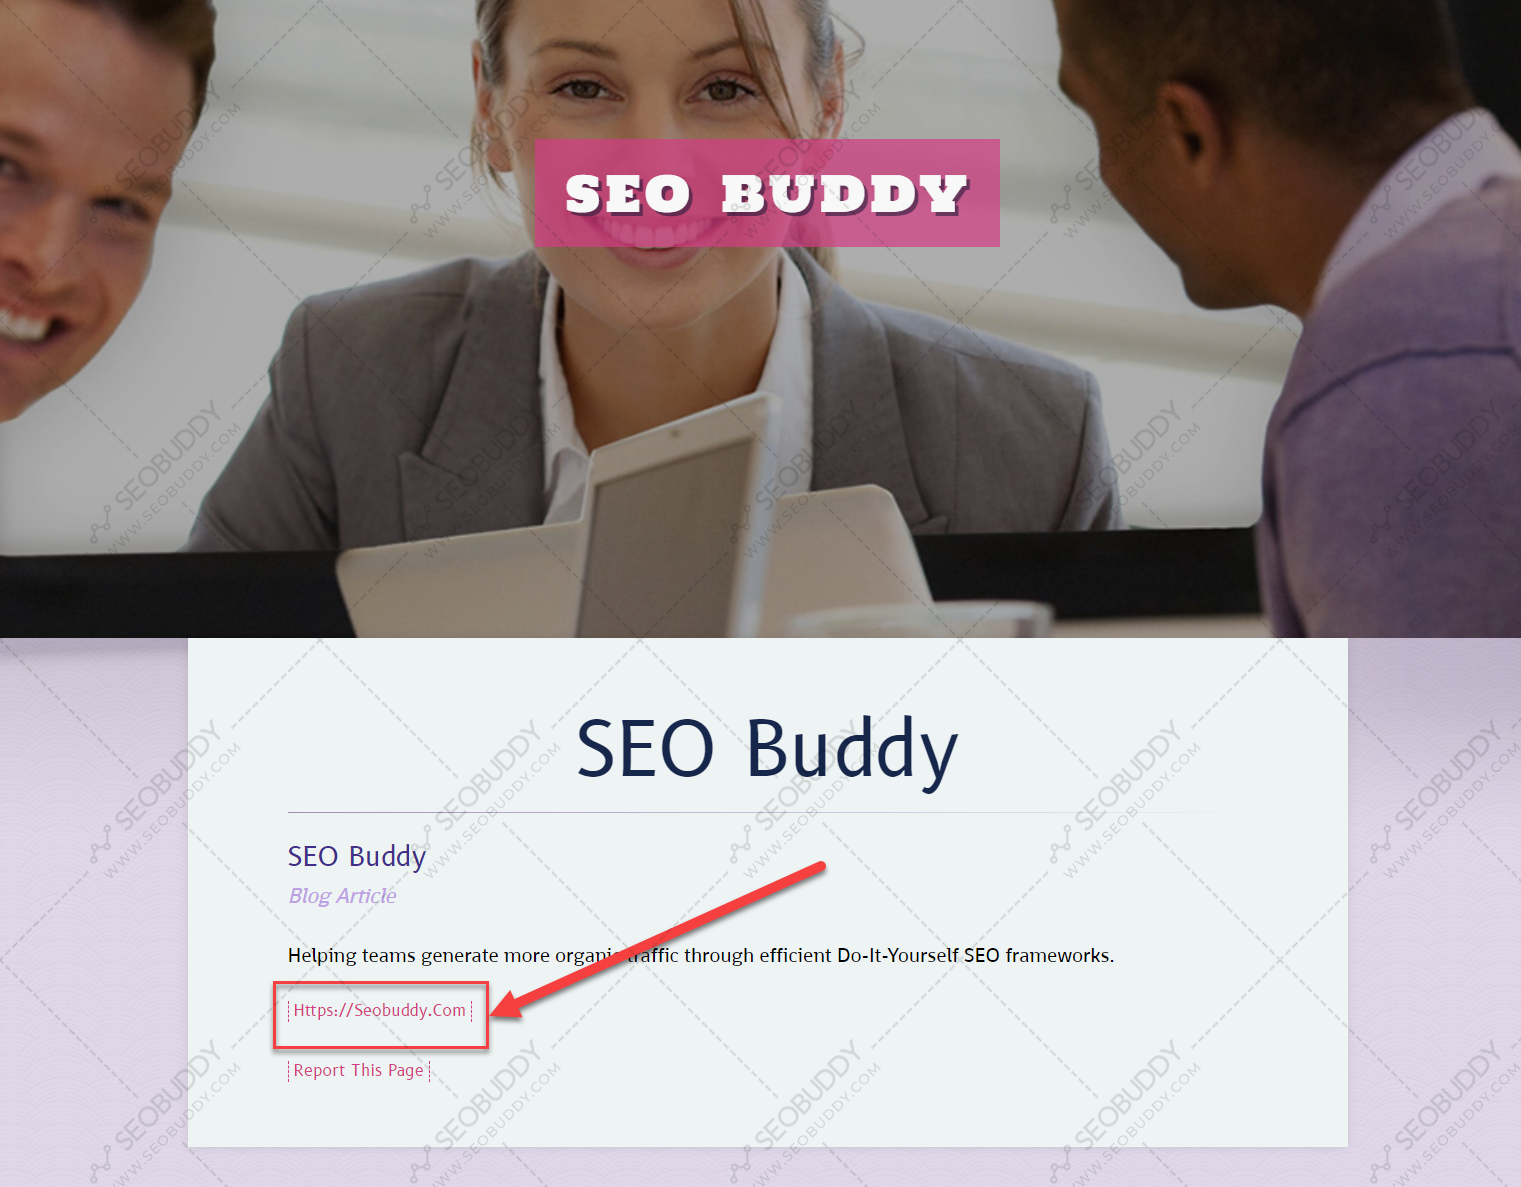 SEO BUDDY
SEO Buddy
SEO Buddy
Blog Article
Helping teams generate more organic traffic through efficient Do-It-Yourself SEO frameworks.
Https://Seobuddy.Com
Report This Page
SEOBUDDY
WWW.SEOBUDDY.COM